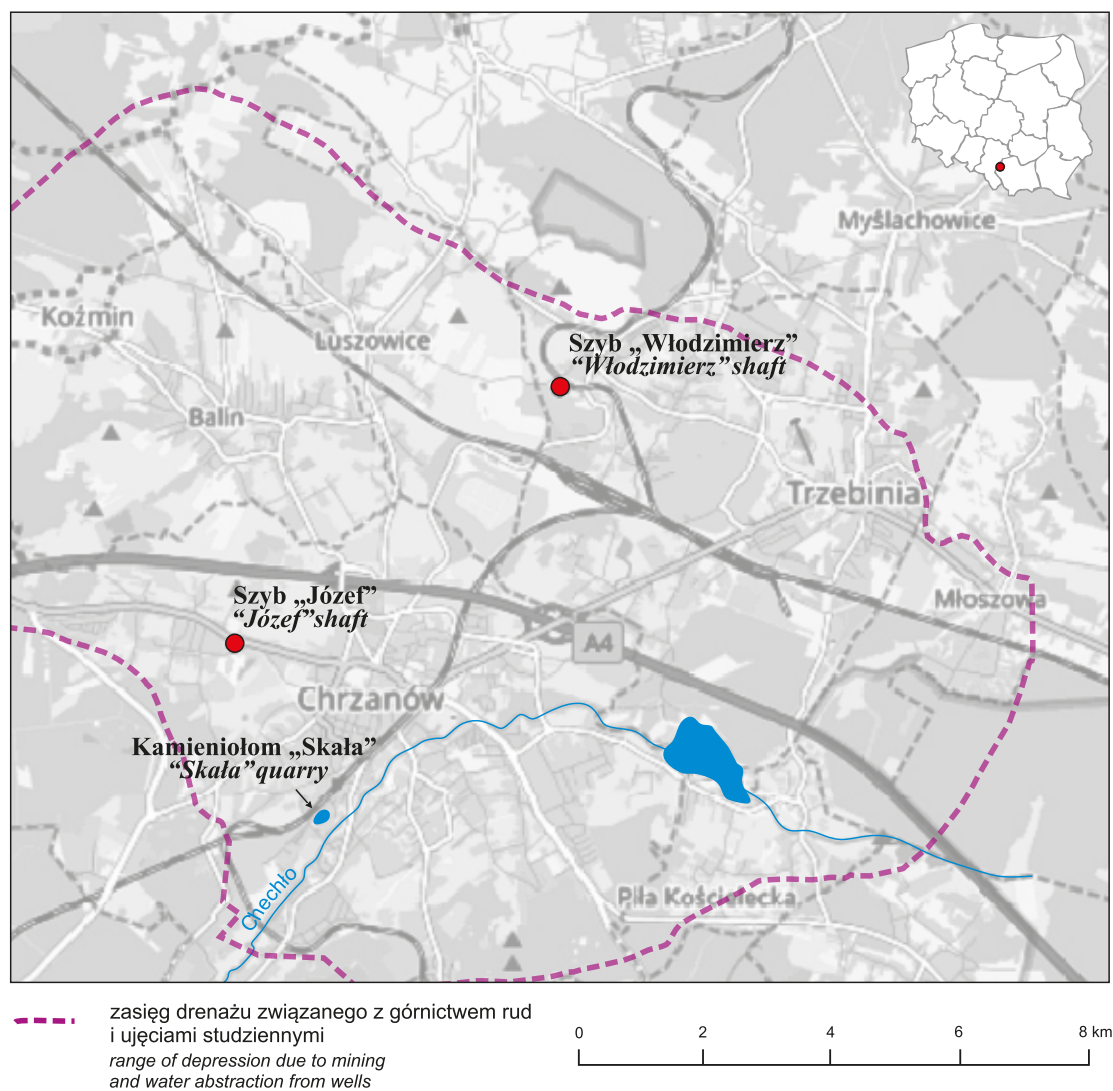 Myślachowice
Koźmin
Luszowice
Szyb „Włodzimierz”
“Włodzimierz” shaft
Balin
Trzebinia
Szyb „Józef”
“Józef” shaft
Młoszowa
A4
Chrzanów
Kamieniołom „Skała”
“Skała” quarry
Chechło
Piła Kościelecka
zasięg drenażu związanego z górnictwem rud
i ujęciami studziennymi
range of depression due to mining
and water abstraction from wells
0 2 4 6 8 km